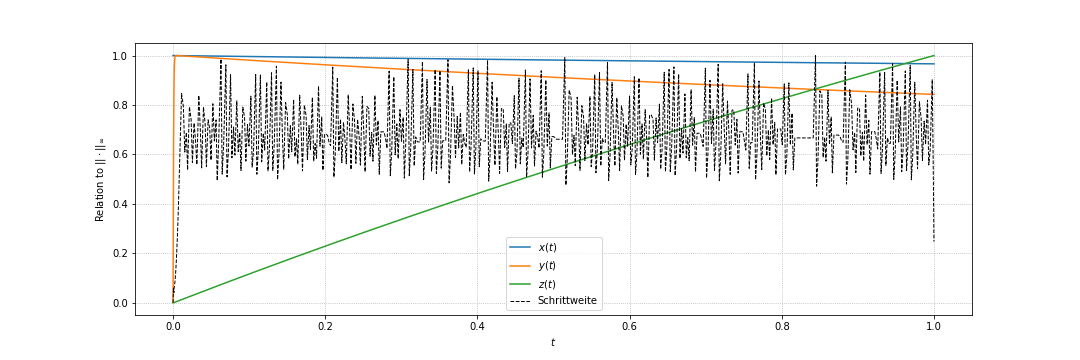 Relation to || · ||∞
1.0
0.8
0.6
0.4
0.2
0.0
x(t)
y(t)
z(t)
Schrittweite
0.0 0.2 0.4 0.6 0.8 1.0
t